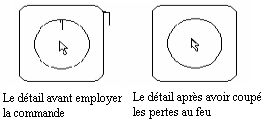 Le détail avant employer
la commande
Le détail après avoir coupé
les pertes au feu